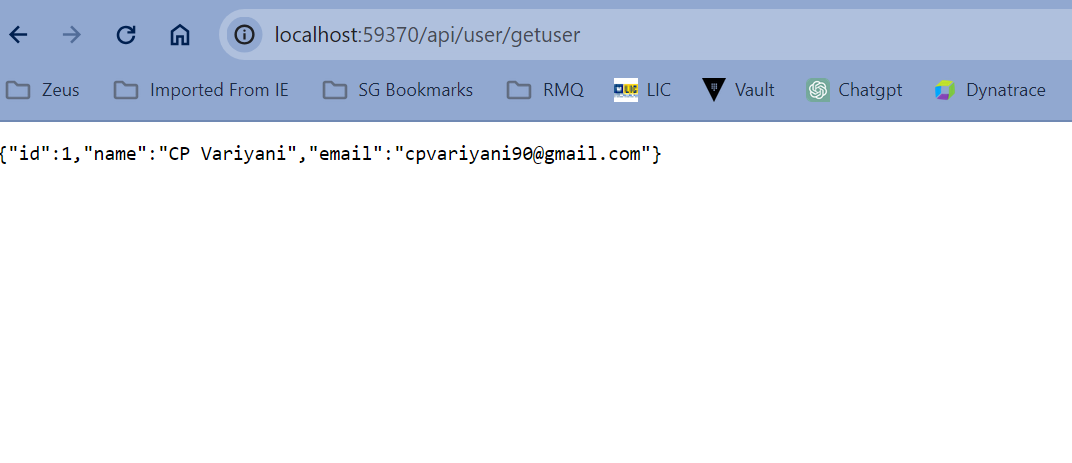 localhost:59370/api/user/getuser
Zeus Imported From IE SG Bookmarks RMQ LIC LIC Vault Chatgpt Dynatrace
{"id":1,"name":"CP Variyani","email":"cpvariyani90@gmail.com"}